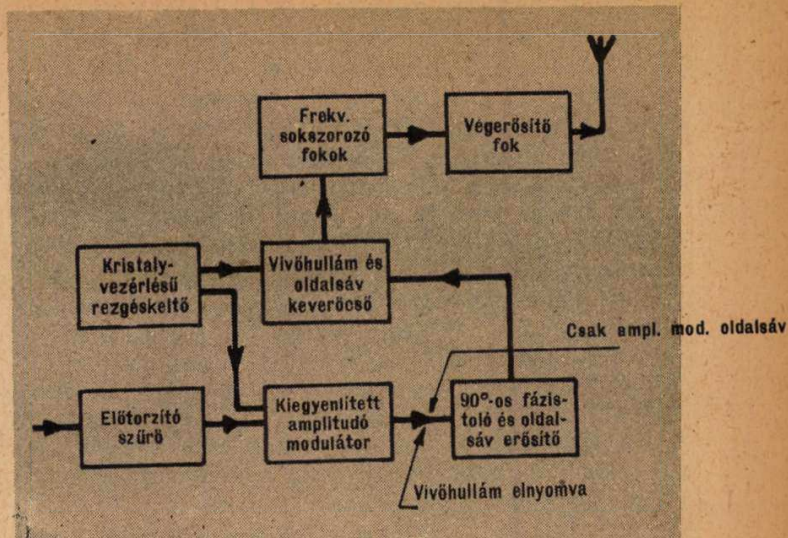 Frekv.
sokszorozó
fokok
Végerősítő
fok
Kristaly-
vezérlésű
rezgéskeltő
Vivőhullám és
oldalsáv
keverőcső
Csak ampl. mod. oldalsáv
Előtorzító
szűrő
Kiegyenlített
amplitudó
modulátor
90°-os fázis-
toló és oldal-
sáv erősítő
Vivőhullám elnyomva